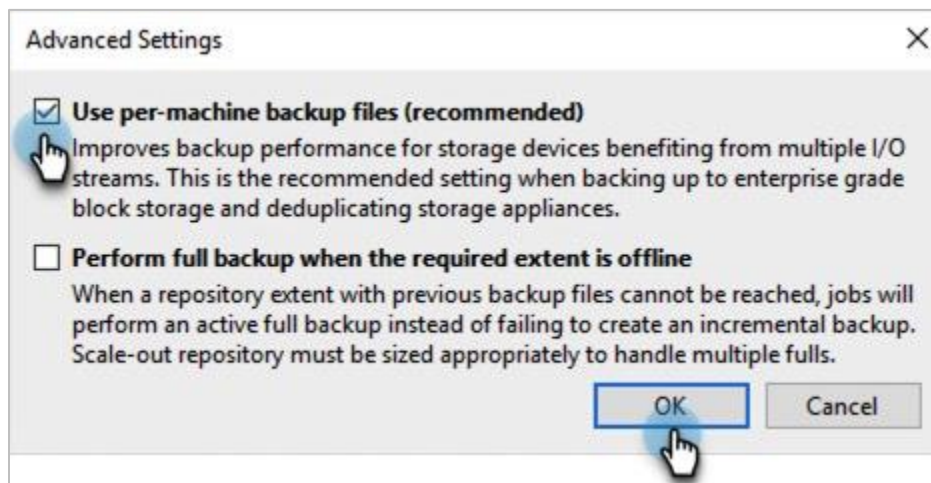 Advanced Settings
Use per-machine backup files (recommended)
Improves backup performance for storage devices benefiting from multiple I/O
streams. This is the recommended setting when backing up to enterprise grade
block storage and deduplicating storage appliances.
Perform full backup when the required extent is offline
When a repository extent with previous backup files cannot be reached, jobs will
perform an active full backup instead of failing to create an incremental backup.
Scale-out repository must be sized appropriately to handle multiple fulls.
OK Cancel